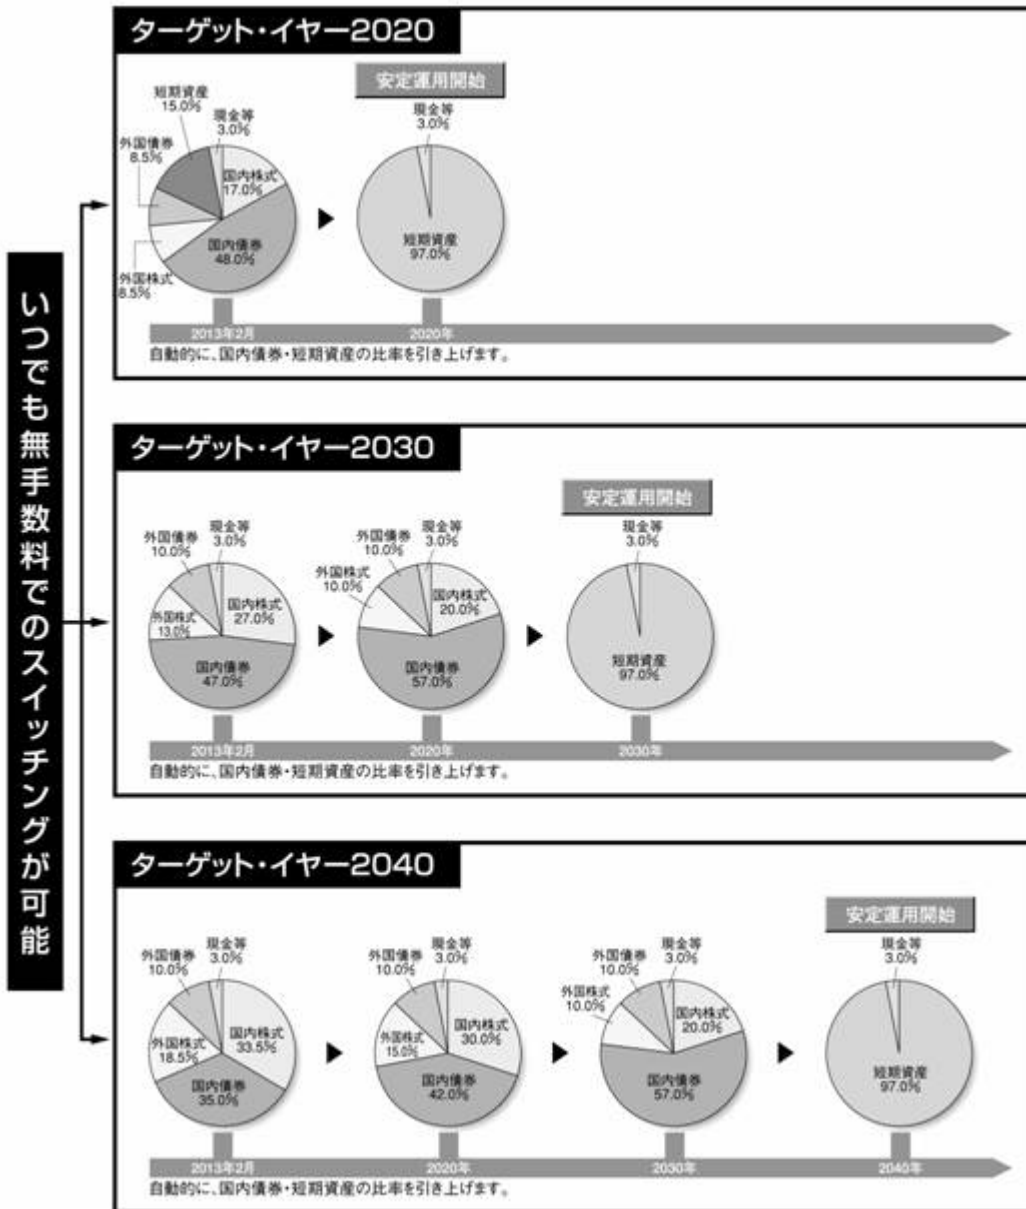 いつでも無手数料でのスイッチングが可能
ターゲット・イヤー2020
安定運用開始
短期資産
15.0%
現金等
3.0%
外国債券
8.5%
国内株式
17.0%
国内債券
48.0%
外国株式
8.5%
現金等
3.0%
短期資産
97.0%
2013年2月
2020年
自動的に、国内債券・短期資産の比率を引き上げます。
ターゲット・イヤー2030
安定運用開始
外国債券
10.0%
現金等
3.0%
国内株式
27.0%
外国株式
13.0%
国内債券
47.0%
外国債券
10.0%
現金等
3.0%
外国株式
10.0%
国内株式
20.0%
国内債券
57.0%
現金等
3.0%
短期資産
97.0%
2013年2月
2020年
2030年
自動的に、国内債券・短期資産の比率を引き上げます。
ターゲット・イヤー2040
安定運用開始
外国債券
10.0%
現金等
3.0%
国内株式
33.5%
外国株式
18.5%
国内債券
35.0%
外国債券
10.0%
現金等
3.0%
国内株式
30.0%
外国株式
15.0%
国内債券
42.0%
外国債券
10.0%
現金等
3.0%
外国株式
10.0%
国内株式
20.0%
国内債券
57.0%
現金等
3.0%
短期資産
97.0%
2013年2月
2020年
2030年
2040年
自動的に、国内債券・短期資産の比率を引き上げます。